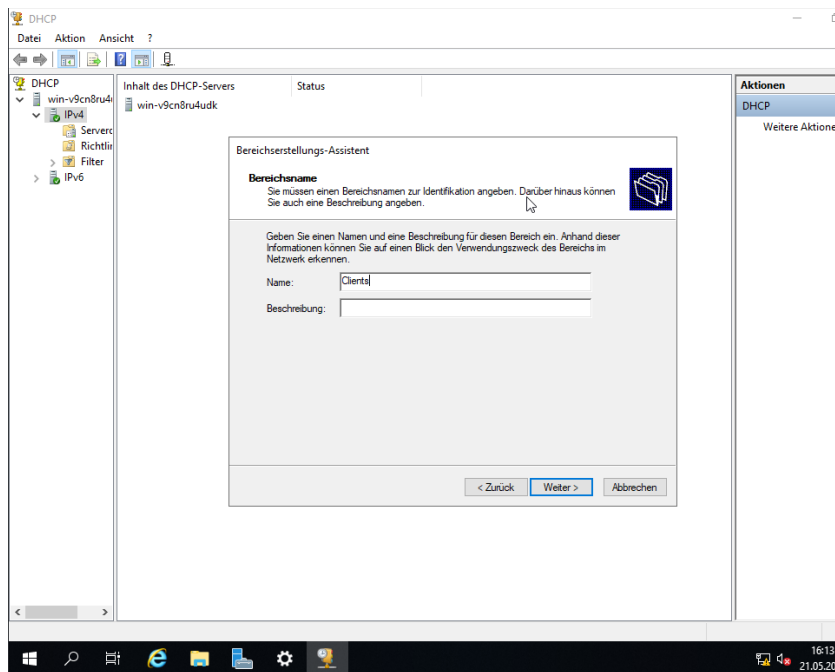 DHCP
Datei Aktion Ansicht ?
DHCP
win-v9cn8ru4u
IPv4
Serverc
Richtlir
Filter
IPv6
Inhalt des DHCP-Servers Status
win-v9cn8ru4udk
Bereichserstellungs-Assistent
Bereichsname
Sie müssen einen Bereichsnamen zur Identifikation angeben. Darüber hinaus können
Sie auch eine Beschreibung angeben.
Geben Sie einen Namen und eine Beschreibung für diesen Bereich ein. Anhand dieser
Informationen können Sie auf einen Blick den Verwendungszweck des Bereichs im
Netzwerk erkennen.
Name: Clients
Beschreibung:
< Zurück Weiter > Abbrechen
Aktionen
DHCP
Weitere Aktione
16:13
21.05.20